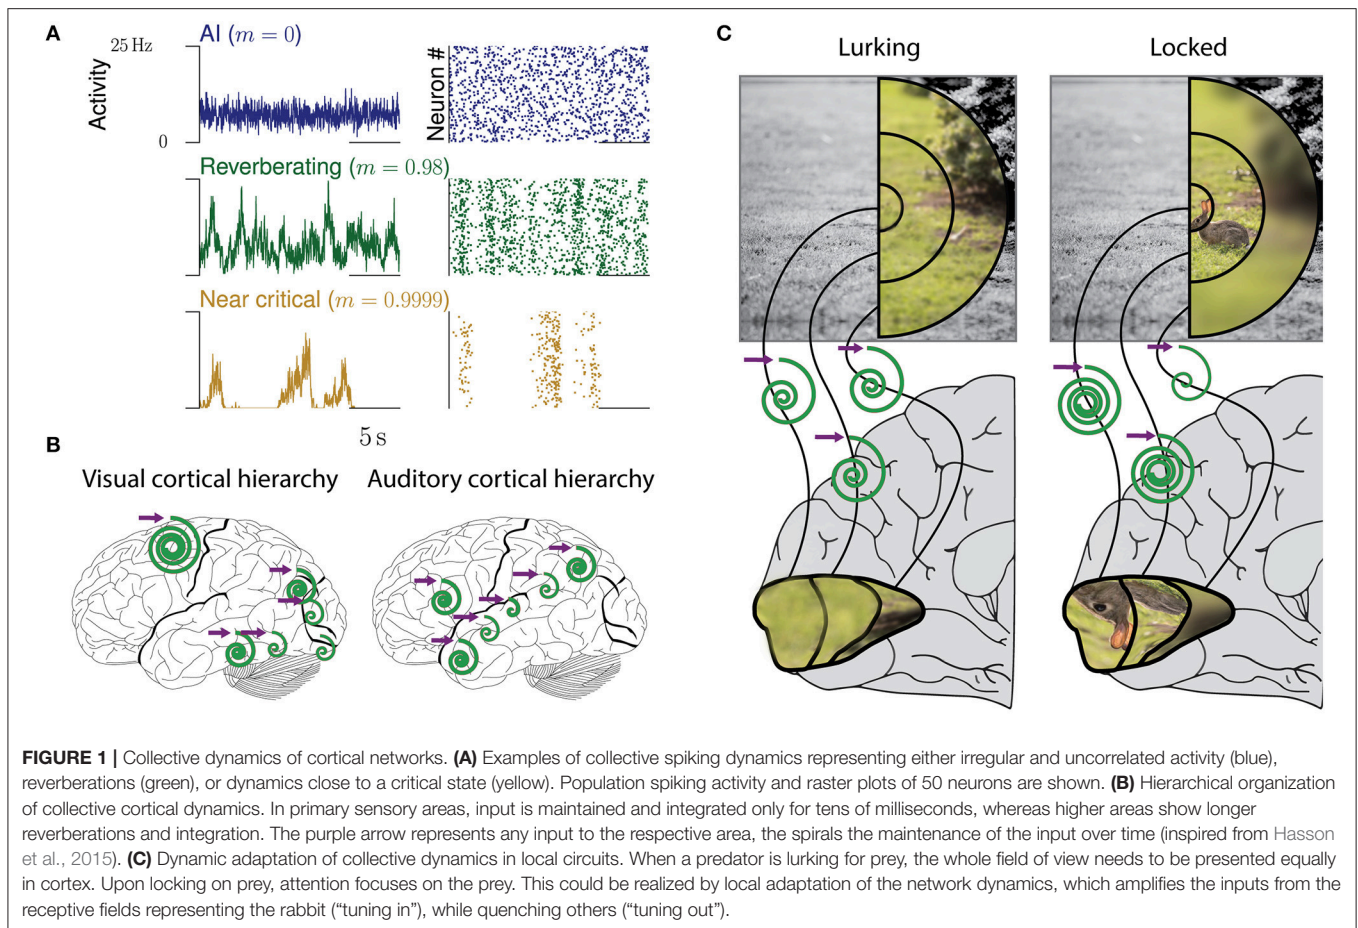 A
AI (m = 0)
25 Hz
Activity
0
Neuron #
Reverberating (m = 0.98)
Near critical (m = 0.9999)
5 s
B
Visual cortical hierarchy
Auditory cortical hierarchy
C
Lurking
Locked
FIGURE 1 | Collective dynamics of cortical networks. (A) Examples of collective spiking dynamics representing either irregular and uncorrelated activity (blue),
reverberations (green), or dynamics close to a critical state (yellow). Population spiking activity and raster plots of 50 neurons are shown. (B) Hierarchical organization
of collective cortical dynamics. In primary sensory areas, input is maintained and integrated only for tens of milliseconds, whereas higher areas show longer
reverberations and integration. The purple arrow represents any input to the respective area, the spirals the maintenance of the input over time (inspired from Hasson
et al., 2015). (C) Dynamic adaptation of collective dynamics in local circuits. When a predator is lurking for prey, the whole field of view needs to be presented equally
in cortex. Upon locking on prey, attention focuses on the prey. This could be realized by local adaptation of the network dynamics, which amplifies the inputs from the
receptive fields representing the rabbit (“tuning in”), while quenching others (“tuning out”).